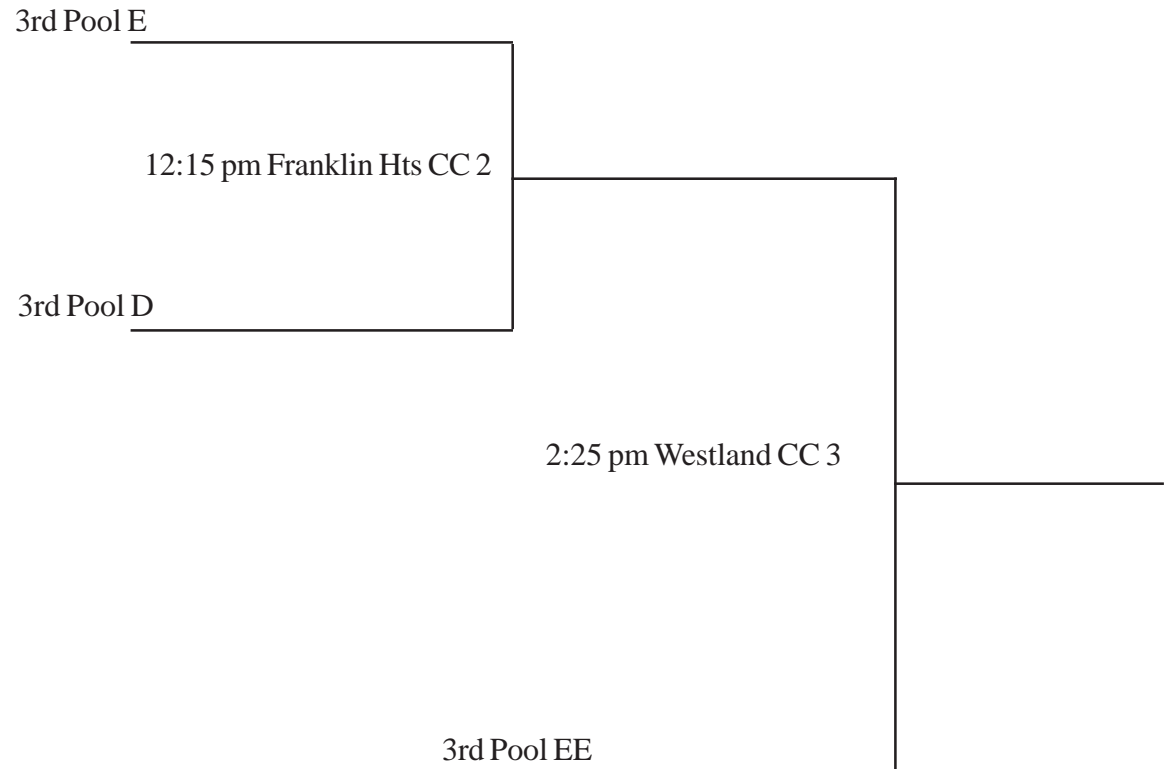 3rd Pool E
12:15 pm Franklin Hts CC 2
3rd Pool D
2:25 pm Westland CC 3
3rd Pool EE